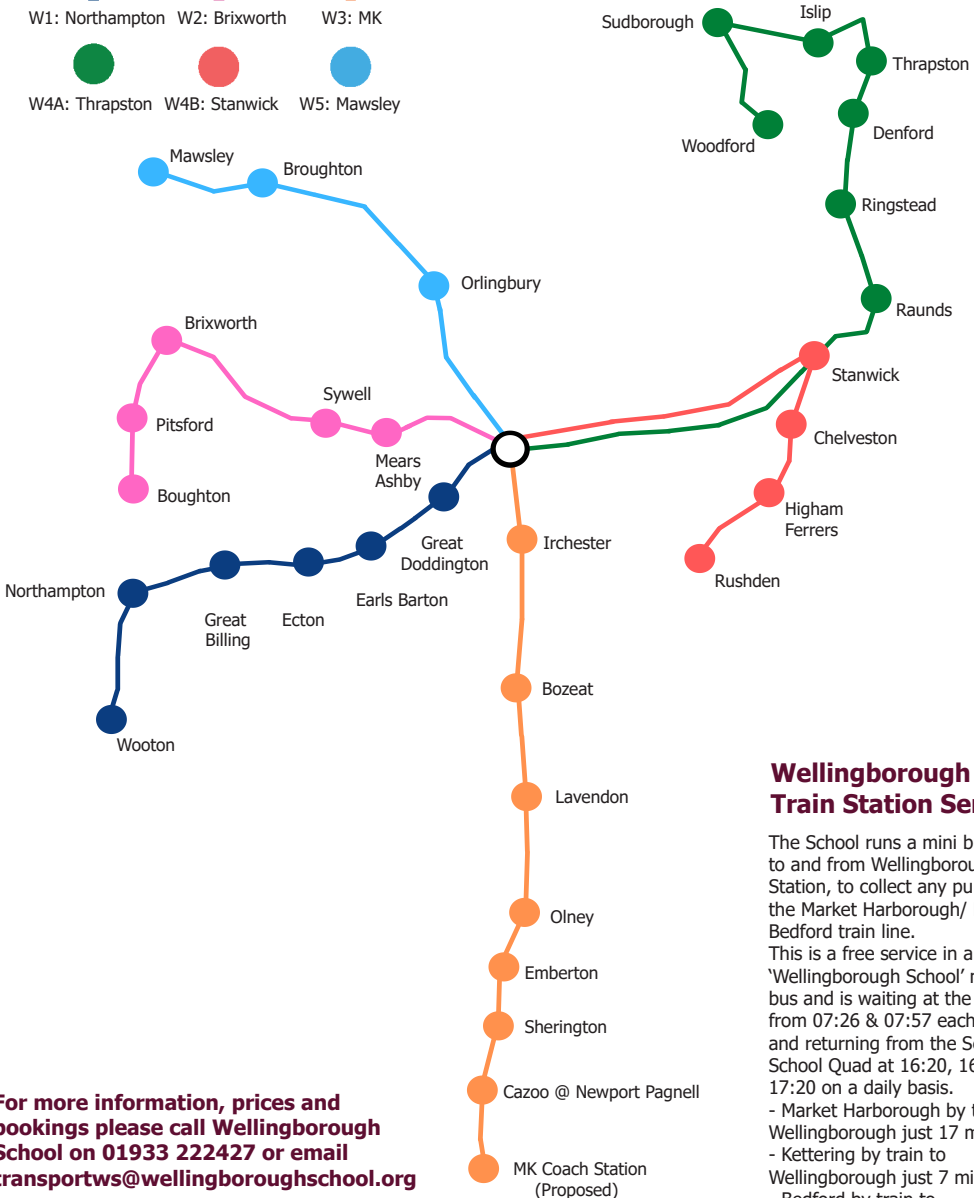 W1: Northampton W2: Brixworth W3: MK
W4A: Thrapston W4B: Stanwick W5: Mawsley
Sudborough
Islip
Thrapston
Woodford
Denford
Ringstead
Raunds
Mawsley
Broughton
Orlingbury
Brixworth
Sywell
Pitsford
Mears
Ashby
Boughton
Stanwick
Chelveston
Higham
Ferrers
Rushden
Great
Doddington
Irchester
Northampton
Great
Billing
Ecton
Earls Barton
Wooton
Bozeat
Lavendon
Olney
Emberton
Sherington
Cazoo @ Newport Pagnell
MK Coach Station
(Proposed)
Wellingborough
Train Station
The School runs a mini
to and from
Station, to collect any
the Market Harborough/
Bedford train line.
This is a free service in a
‘Wellingborough School’
bus and is waiting at the
from 07:26 & 07:57 each
and returning from the
School Quad at 16:20,
17:20 on a daily basis.
- Market Harborough by
Wellingborough just 17
- Kettering by train to
Wellingborough just 7
- Bedford by train to
For more information, prices and
bookings please call Wellingborough
School on 01933 222427 or email
transportws@wellingboroughschool.org